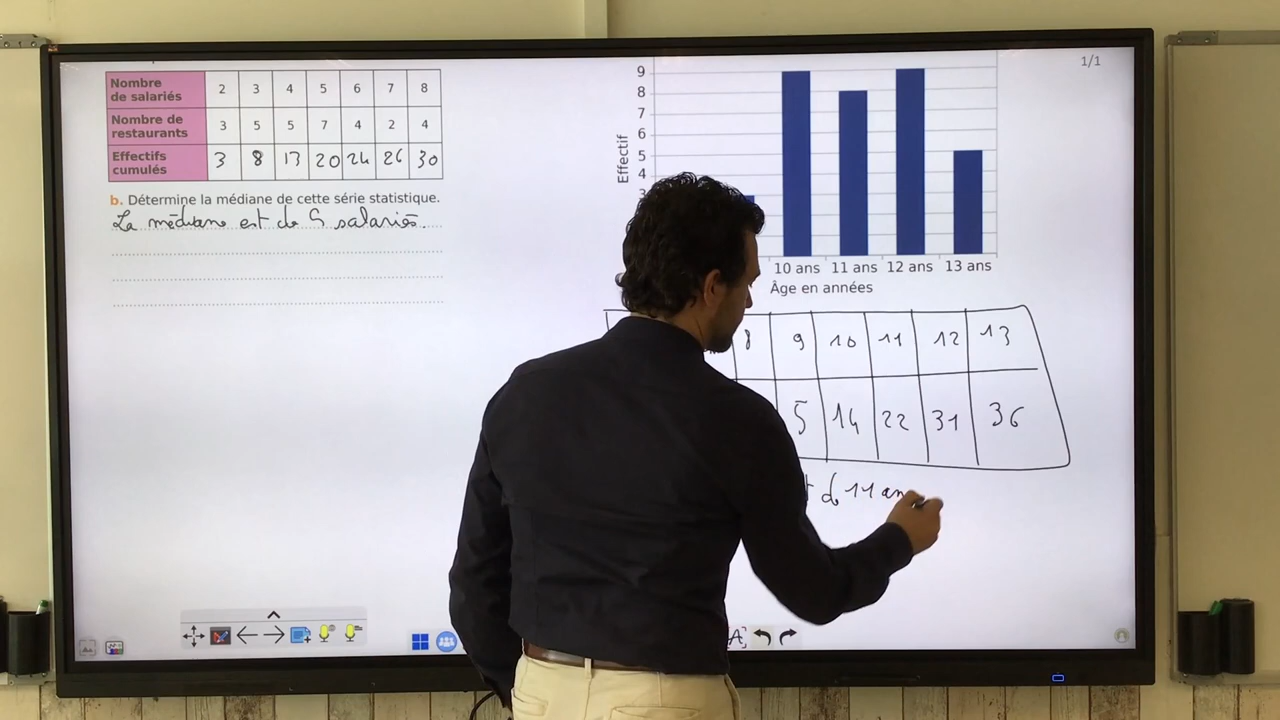 1/1
Nombre de salariés 2 3 4 5 6 7 8
Nombre de restaurants 3 5 5 7 4 2 4
Effectifs cumulés 3 8 13 20 24 26 30
b. Détermine la médiane de cette série statistique.
La médiane est de 5 salariés.
9
8
7
6
5
4
3
Effectif
10 ans 11 ans 12 ans 13 ans
Âge en années
8 9 10 11 12 13
5 14 22 31 36
de 11 an